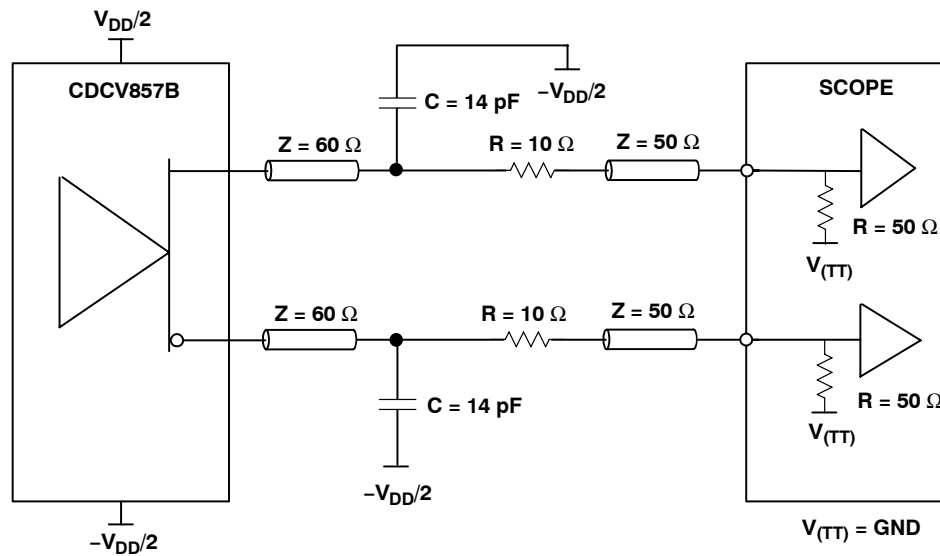 V_DD/2
CDCV857B
–V_DD/2
C = 14 pF
SCOPE
Z = 60 Ω
R = 10 Ω
Z = 50 Ω
R = 50 Ω
V_(TT)
Z = 60 Ω
R = 10 Ω
Z = 50 Ω
C = 14 pF
R = 50 Ω
V_(TT)
–V_DD/2
–V_DD/2
V_(TT) = GND